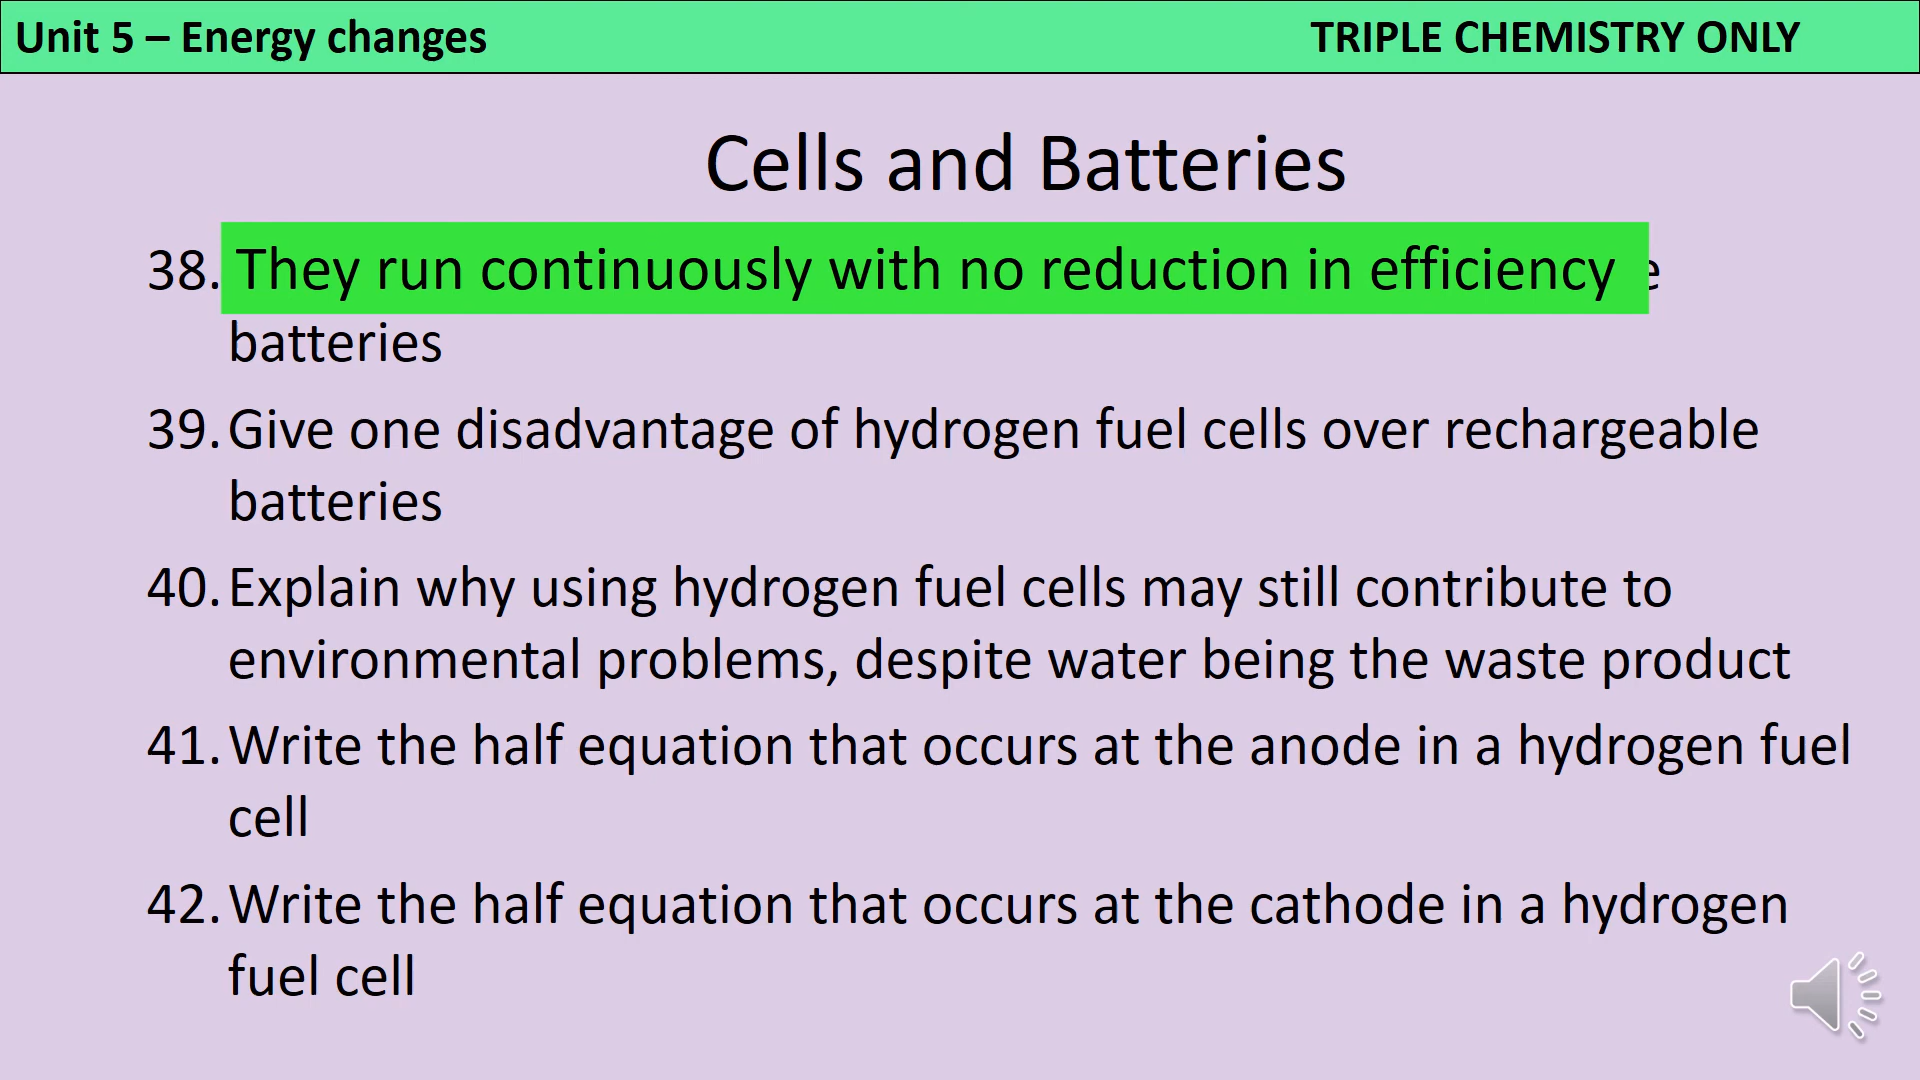 Unit 5 – Energy changes TRIPLE CHEMISTRY ONLY
Cells and Batteries
38. They run continuously with no reduction in efficiency
batteries
39. Give one disadvantage of hydrogen fuel cells over rechargeable
batteries
40. Explain why using hydrogen fuel cells may still contribute to
environmental problems, despite water being the waste product
41. Write the half equation that occurs at the anode in a hydrogen fuel
cell
42. Write the half equation that occurs at the cathode in a hydrogen
fuel cell